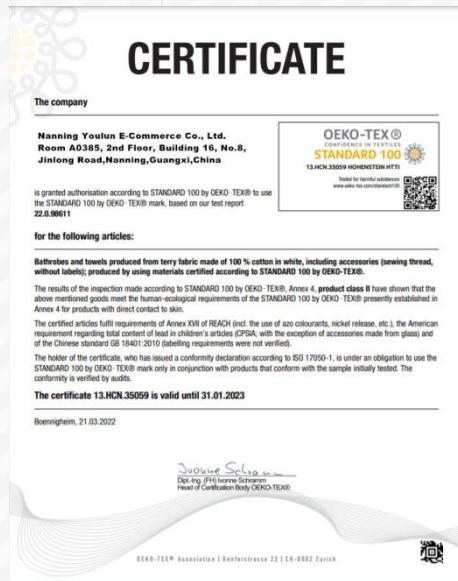 CERTIFICATE
The company
Nanning Youlun E-Commerce Co., Ltd.
Room A0385, 2nd Floor, Building 16, No.8,
Jinlong Road,Nanning,Guangxi,China
OEKO-TEX®
CONFIDENCE IN TEXTILES
STANDARD 100
13.HCN.35059 HOHENSTEIN HTTI
Tested for harmful substances
www.oeko-tex.com/standard100
is granted authorisation according to STANDARD 100 by OEKO-TEX® to use
the STANDARD 100 by OEKO-TEX® mark, based on our test report
22.0.98611
for the following articles:
Bathrobes and towels produced from terry fabric made of 100 % cotton in white, including accessories (sewing thread,
without labels); produced by using materials certified according to STANDARD 100 by OEKO-TEX®.
The results of the inspection made according to STANDARD 100 by OEKO-TEX®, Annex 4, product class II have shown that the
above mentioned goods meet the human-ecological requirements of the STANDARD 100 by OEKO-TEX® presently established in
Annex 4 for products with direct contact to skin.
The certified articles fulfil requirements of Annex XVII of REACH (incl. the use of azo colourants, nickel release, etc.), the American
requirement regarding total content of lead in children's articles (CPSIA; with the exception of accessories made from glass) and
of the Chinese standard GB 18401:2010 (labelling requirements were not verified).
The holder of the certificate, who has issued a conformity declaration according to ISO 17050-1, is under an obligation to use the
STANDARD 100 by OEKO-TEX® mark only in conjunction with products that conform with the sample initially tested. The
conformity is verified by audits.
The certificate 13.HCN.35059 is valid until 31.01.2023
Boennigheim, 21.03.2022
Ivonne Schramm
Dipl.-Ing. (FH) Ivonne Schramm
Head of Certification Body OEKO-TEX®
OEKO-TEX® Association | Genferstrasse 23 | CH-8002 Zurich